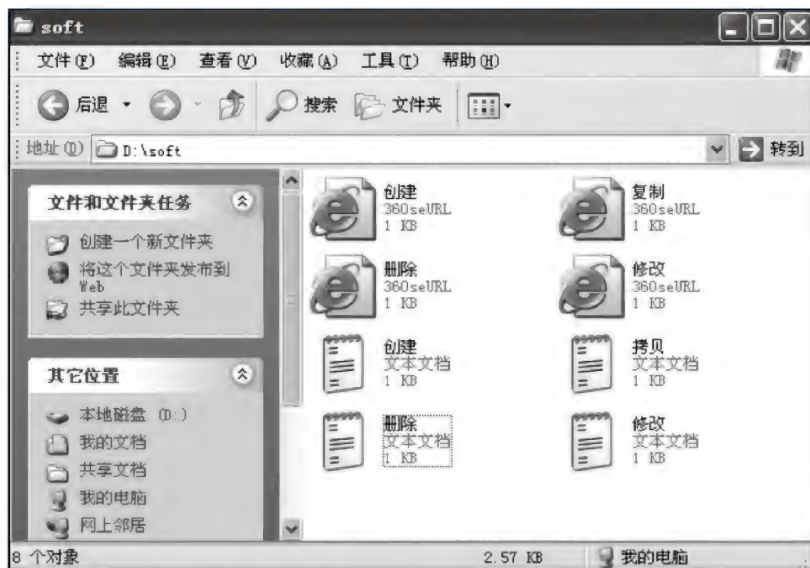 soft
文件(F) 编辑(E) 查看(V) 收藏(A) 工具(T) 帮助(H)
后退 搜索 文件夹
地址(D) D:\soft 转到
文件和文件夹任务
创建一个新文件夹
将这个文件夹发布到
Web
共享此文件夹
其它位置
本地磁盘 (D:)
我的文档
共享文档
我的电脑
网上邻居
创建
360seURL
1 KB
复制
360seURL
1 KB
删除
360seURL
1 KB
修改
360seURL
1 KB
创建
文本文档
1 KB
拷贝
文本文档
1 KB
删除
文本文档
1 KB
修改
文本文档
1 KB
8 个对象 2.57 KB 我的电脑